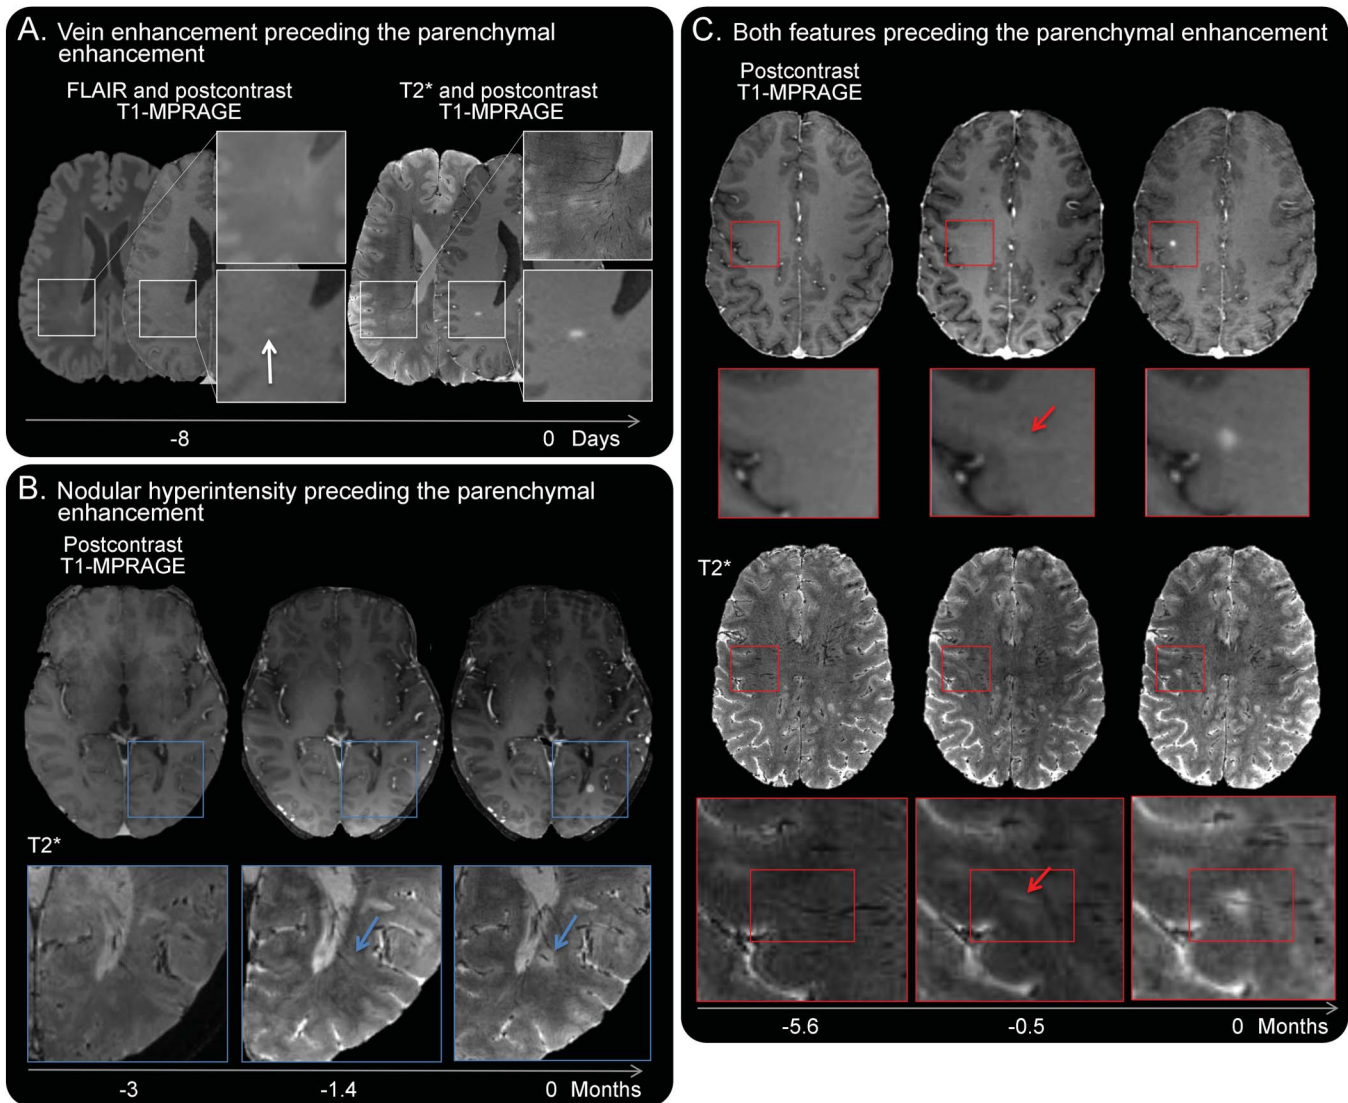 A. Vein enhancement preceding the parenchymal
enhancement
FLAIR and postcontrast
T1-MPRAGE
T2* and postcontrast
T1-MPRAGE
-8
0 Days
B. Nodular hyperintensity preceding the parenchymal
enhancement
Postcontrast
T1-MPRAGE
T2*
-3
-1.4
0 Months
C. Both features preceding the parenchymal enhancement
Postcontrast
T1-MPRAGE
T2*
-5.6
-0.5
0 Months